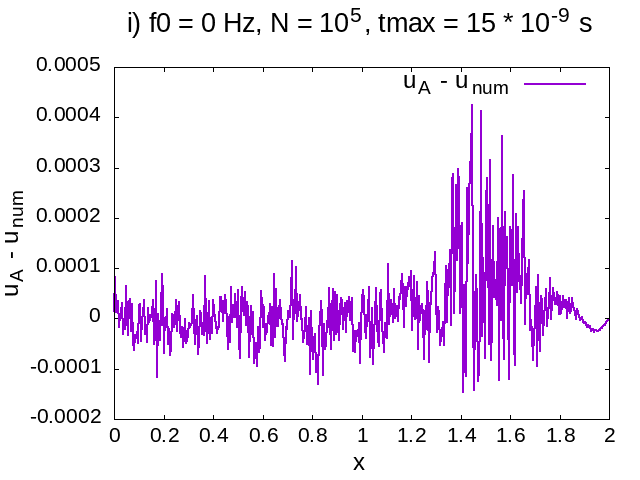 i) f0 = 0 Hz, N = 10^5, tmax = 15 * 10^-9 s
u_A - u_num
0.0005
0.0004
0.0003
0.0002
0.0001
0
-0.0001
-0.0002
u_A - u_num
0 0.2 0.4 0.6 0.8 1 1.2 1.4 1.6 1.8 2
x